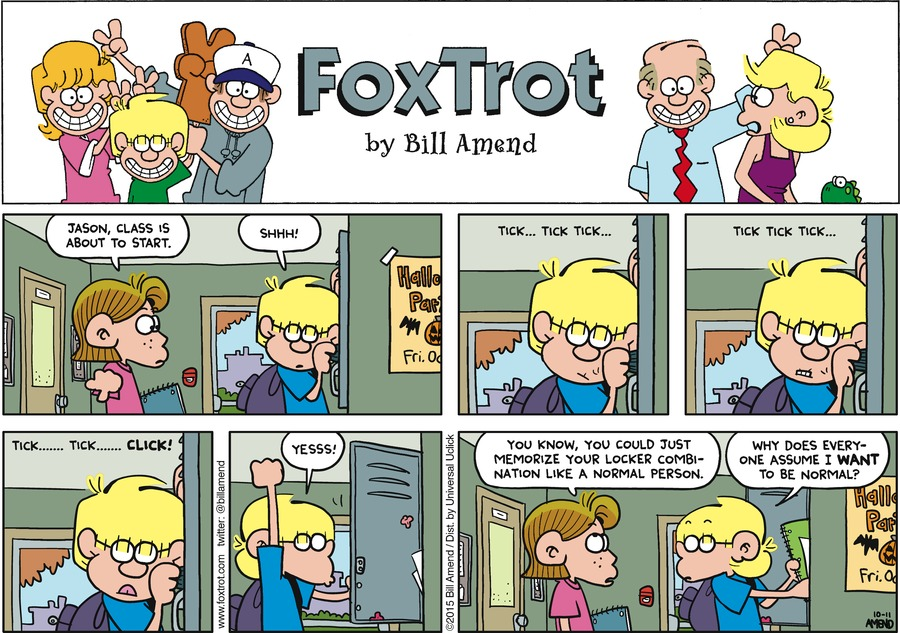 A
FOXTROT
by Bill Amend
JASON, CLASS IS
ABOUT TO START.
SHHH!
Hallo
Par
Fri. Oc
TICK... TICK TICK...
TICK TICK TICK...
TICK....... TICK....... CLICK!
www.foxtrot.com twitter: @billamend
YESSS!
©2015 Bill Amend / Dist. by Universal Uclick
YOU KNOW, YOU COULD JUST
MEMORIZE YOUR LOCKER COMBI-
NATION LIKE A NORMAL PERSON.
WHY DOES EVERY-
ONE ASSUME I WANT
TO BE NORMAL?
Hallo
Par
Fri. Oc
10-11
AMEND